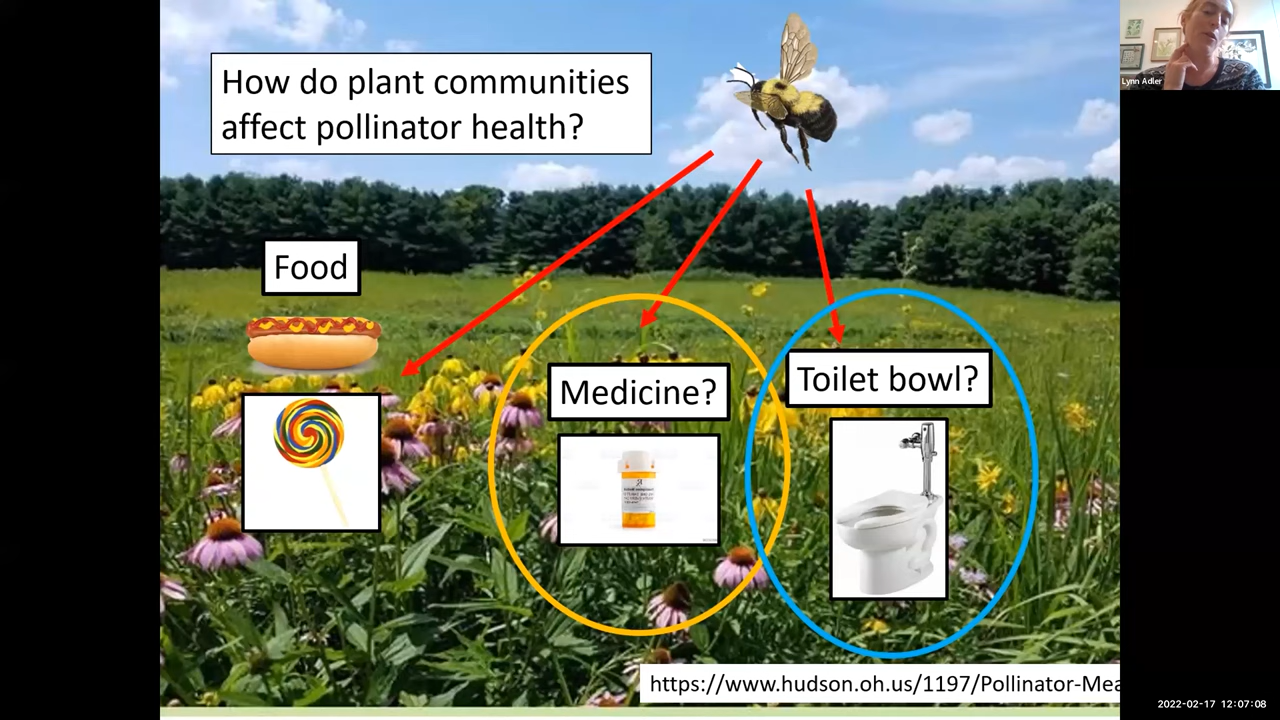 How do plant communities
affect pollinator health?
Lynn Adler
Food
Medicine?
Toilet bowl?
https://www.hudson.oh.us/1197/Pollinator-Mea
2022-02-17 12:07:08